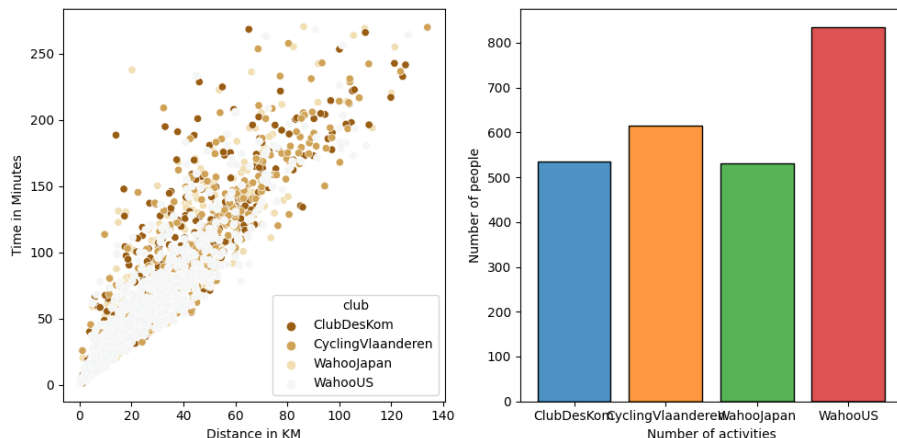 Time in Minutes
250
200
150
100
50
0
club
ClubDesKom
CyclingVlaanderen
WahooJapan
WahooUS
0 20 40 60 80 100 120 140
Distance in KM
Number of people
800
700
600
500
400
300
200
100
0
ClubDesKom CyclingVlaanderen WahooJapan WahooUS
Number of activities